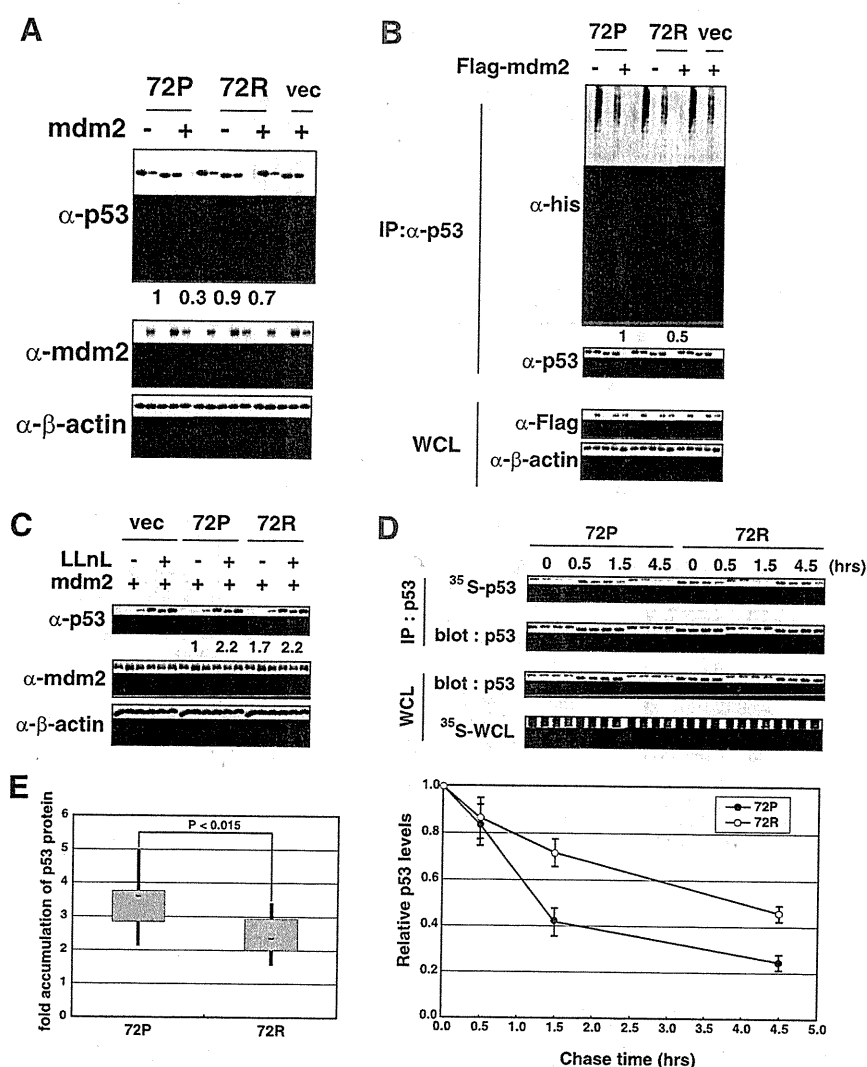 A
72P 72R vec
mdm2 - + - + +
α-p53
1 0.3 0.9 0.7
α-mdm2
α-β-actin
B
72P 72R vec
Flag-mdm2 - + - + +
IP:α-p53
α-his
1 0.5
α-p53
WCL
α-Flag
α-β-actin
C
vec 72P 72R
LLnL - + - + - +
mdm2 + + + + + +
α-p53
1 2.2 1.7 2.2
α-mdm2
α-β-actin
D
72P 72R
0 0.5 1.5 4.5 0 0.5 1.5 4.5 (hrs)
IP : p53
³⁵S-p53
blot : p53
WCL
blot : p53
³⁵S-WCL
E
fold accumulation of p53 protein
6
5
4
3
2
1
0
P < 0.015
72P 72R
Relative p53 levels
1.0
0.8
0.6
0.4
0.2
0.0
72P
72R
0.0 0.5 1.0 1.5 2.0 2.5 3.0 3.5 4.0 4.5 5.0
Chase time (hrs)